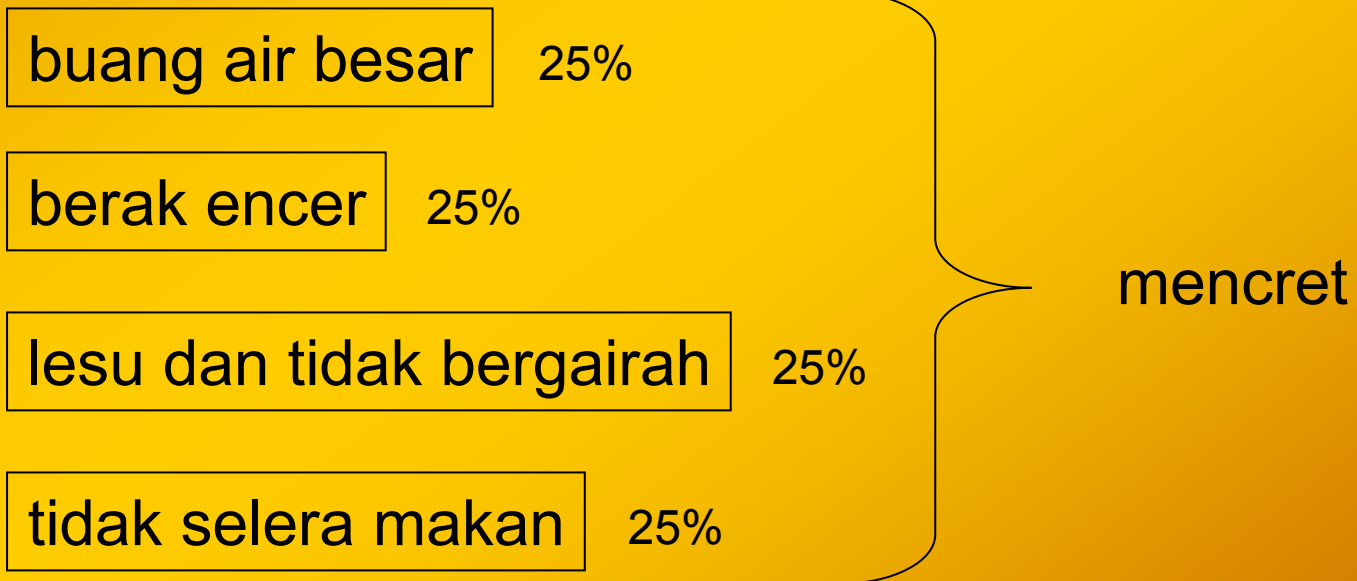 buang air besar 25%
berak encer 25%
mencret
lesu dan tidak bergairah 25%
tidak selera makan 25%